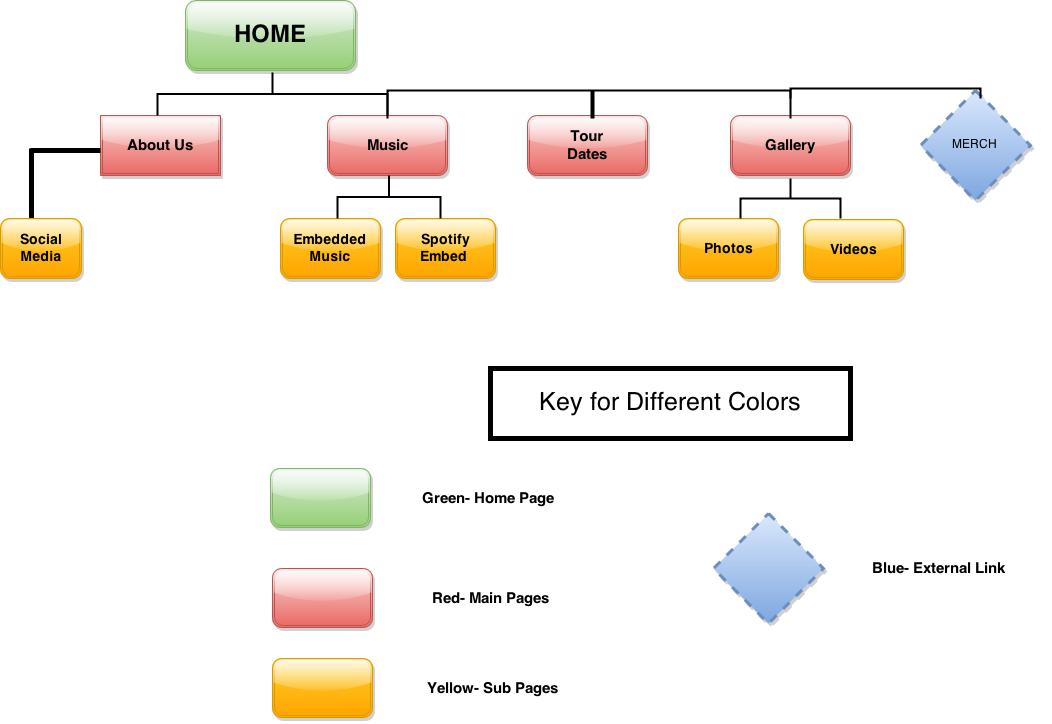 HOME
About Us
Music
Tour
Dates
Gallery
MERCH
Social
Media
Embedded
Music
Spotify
Embed
Photos
Videos
Key for Different Colors
Green- Home Page
Blue- External Link
Red- Main Pages
Yellow- Sub Pages